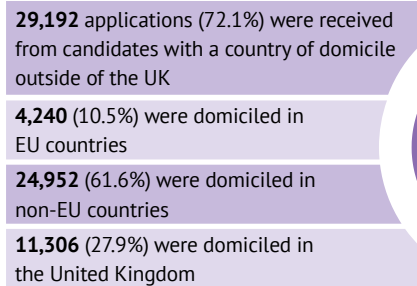 29,192 applications (72.1%) were received
from candidates with a country of domicile
outside of the UK
4,240 (10.5%) were domiciled in
EU countries
24,952 (61.6%) were domiciled in
non-EU countries
11,306 (27.9%) were domiciled in
the United Kingdom